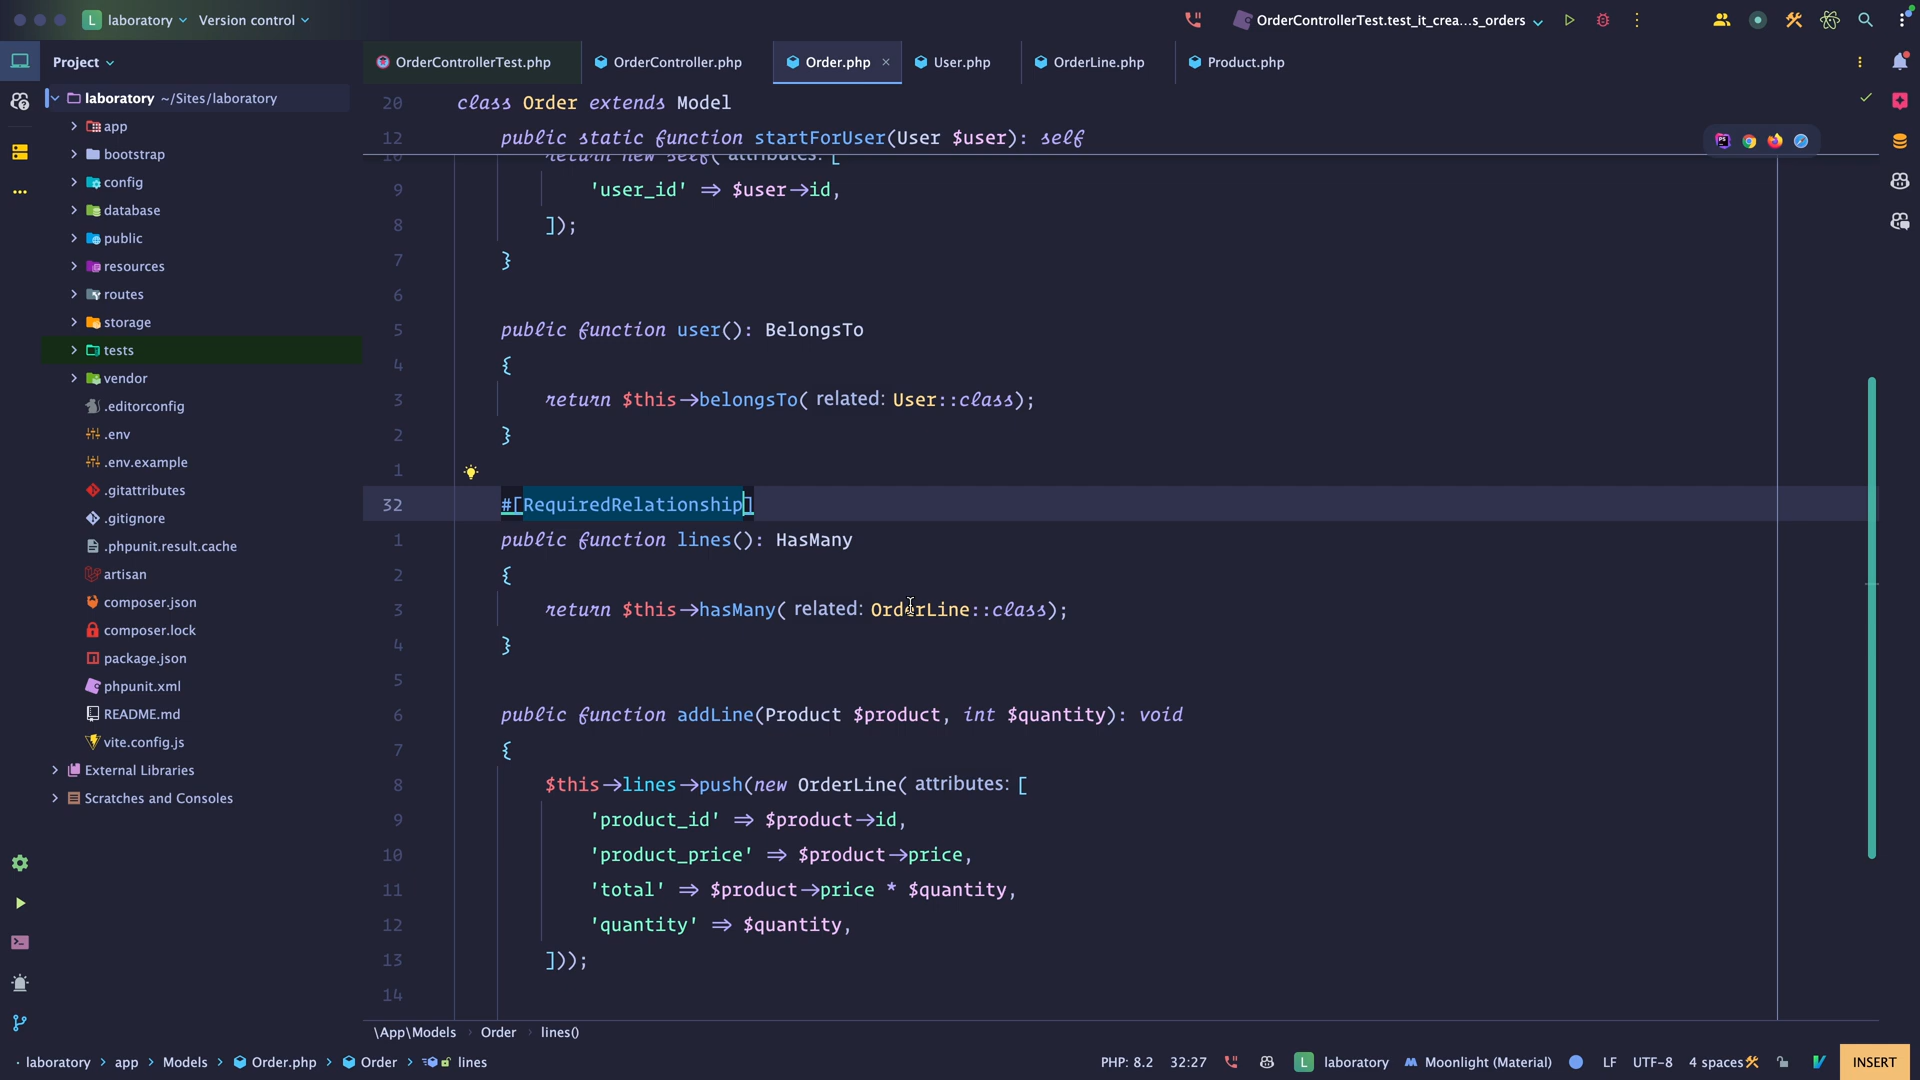 L laboratory Version control
OrderControllerTest.test_it_crea...s_orders
Project
OrderControllerTest.php
OrderController.php
Order.php
User.php
OrderLine.php
Product.php
laboratory ~/Sites/laboratory
app
bootstrap
config
database
public
resources
routes
storage
tests
vendor
.editorconfig
.env
.env.example
.gitattributes
.gitignore
.phpunit.result.cache
artisan
composer.json
composer.lock
package.json
phpunit.xml
README.md
vite.config.js
External Libraries
Scratches and Consoles
20 class Order extends Model
12 public static function startForUser(User $user): self
10 return new self( attributes: [
9 'user_id' => $user->id,
8 ]);
7 }
6
5 public function user(): BelongsTo
4 {
3 return $this->belongsTo( related: User::class);
2 }
1
32 #[RequiredRelationship]
1 public function lines(): HasMany
2 {
3 return $this->hasMany( related: OrderLine::class);
4 }
5
6 public function addLine(Product $product, int $quantity): void
7 {
8 $this->lines->push(new OrderLine( attributes: [
9 'product_id' => $product->id,
10 'product_price' => $product->price,
11 'total' => $product->price * $quantity,
12 'quantity' => $quantity,
13 ]));
14
\App\Models › Order › lines()
laboratory › app › Models › Order.php › Order › lines
PHP: 8.2 32:27 L laboratory Moonlight (Material) LF UTF-8 4 spaces INSERT